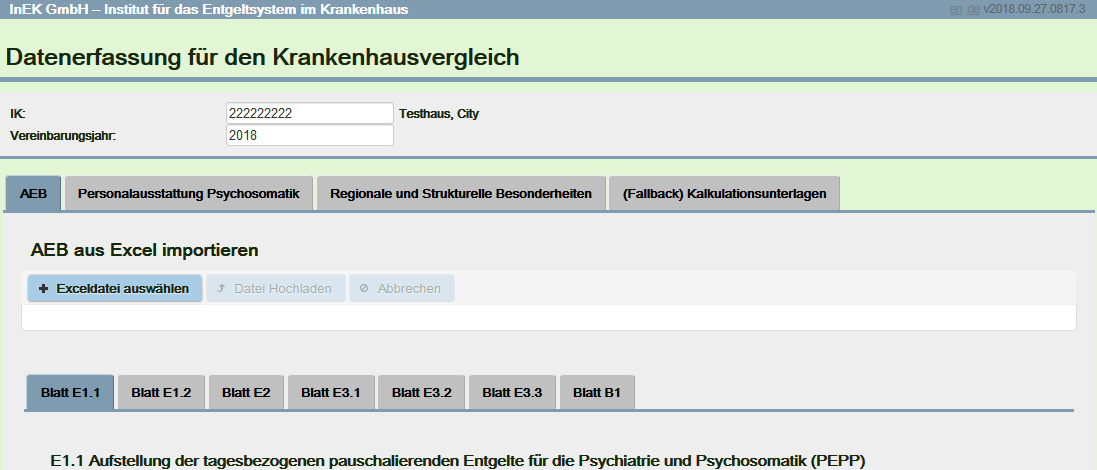 InEK GmbH – Institut für das Entgeltsystem im Krankenhaus en de v2018.09.27.0817.3
Datenerfassung für den Krankenhausvergleich
IK: 222222222 Testhaus, City
Vereinbarungsjahr: 2018
AEB Personalausstattung Psychosomatik Regionale und Strukturelle Besonderheiten (Fallback) Kalkulationsunterlagen
AEB aus Excel importieren
Exceldatei auswählen Datei Hochladen Abbrechen
Blatt E1.1 Blatt E1.2 Blatt E2 Blatt E3.1 Blatt E3.2 Blatt E3.3 Blatt B1
E1.1 Aufstellung der tagesbezogenen pauschalierenden Entgelte für die Psychiatrie und Psychosomatik (PEPP)